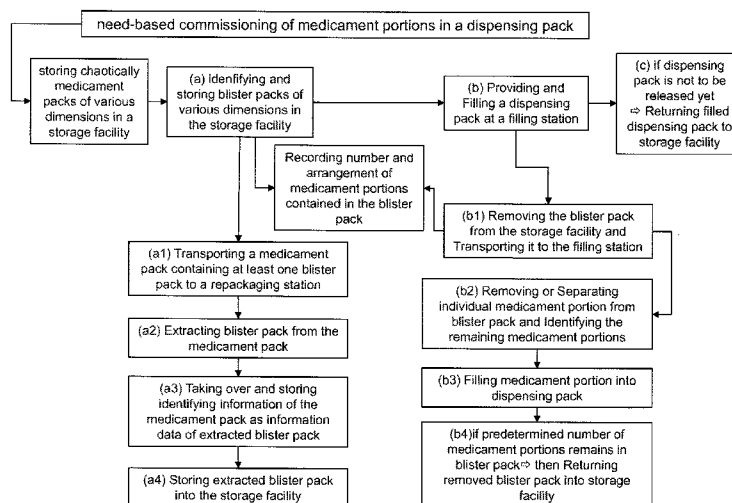 need-based commissioning of medicament portions in a dispensing pack
storing chaotically
medicament
packs of various
dimensions in a
storage facility
(a) Idenfifying and
storing blister packs of
various dimensions in
the storage facility
(b) Providing and
Filling a dispensing
pack at a filling station
(c) if dispensing
pack is not to be
released yet
⇨ Returning filled
dispensing pack to
storage facility
Recording number and
arrangement of
medicament portions
contained in the blister
pack
(b1) Removing the blister pack
from the storage facility and
Transporting it to the filling station
(a1) Transporting a medicament
pack containing at least one blister
pack to a repackaging station
(b2) Removing or Separating
individual medicament portion from
blister pack and Identifying the
remaining medicament portions
(a2) Extracting blister pack from the
medicament pack
(b3) Filling medicament portion into
dispensing pack
(a3) Taking over and storing
identifying information of the
medicament pack as information
data of extracted blister pack
(b4)if predetermined number of
medicament portions remains in
blister pack⇨ then Returning
removed blister pack into storage
facility
(a4) Storing extracted blister pack
into the storage facility